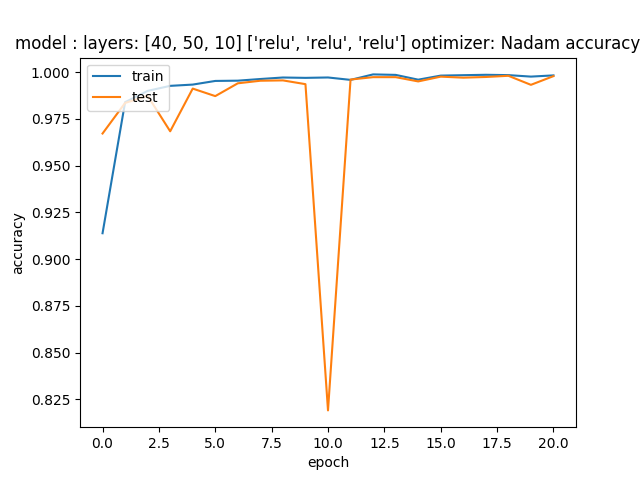 model : layers: [40, 50, 10] ['relu', 'relu', 'relu'] optimizer: Nadam accuracy
train
test
1.000
0.975
0.950
0.925
0.900
0.875
0.850
0.825
accuracy
0.0 2.5 5.0 7.5 10.0 12.5 15.0 17.5 20.0
epoch